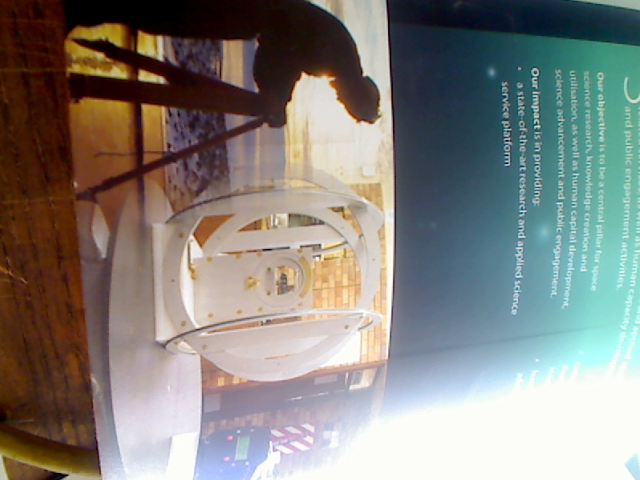 and public engagement activities.
Our objective is to be a central pillar for space
science research, knowledge creation and
utilisation, as well as human capital development,
science advancement and public engagement.
Our impact is in providing:
• a state-of-the-art research and applied science
service platform